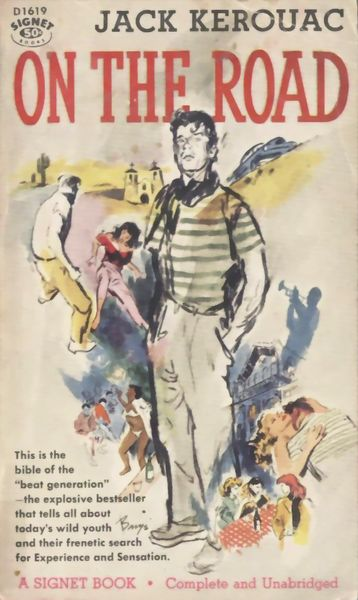 D1619
SIGNET
50¢
BOOKS
JACK KEROUAC
ON THE ROAD
This is the
bible of the
"beat generation"
—the explosive bestseller
that tells all about
today's wild youth
and their frenetic search
for Experience and Sensation.
A SIGNET BOOK • Complete and Unabridged